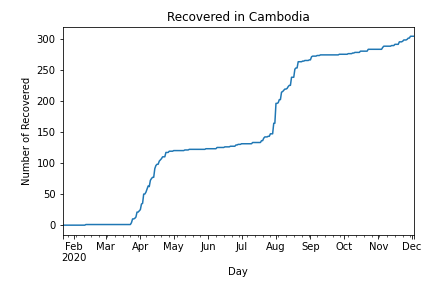 Recovered in Cambodia
Number of Recovered
300
250
200
150
100
50
0
Feb Mar Apr May Jun Jul Aug Sep Oct Nov Dec
2020
Day